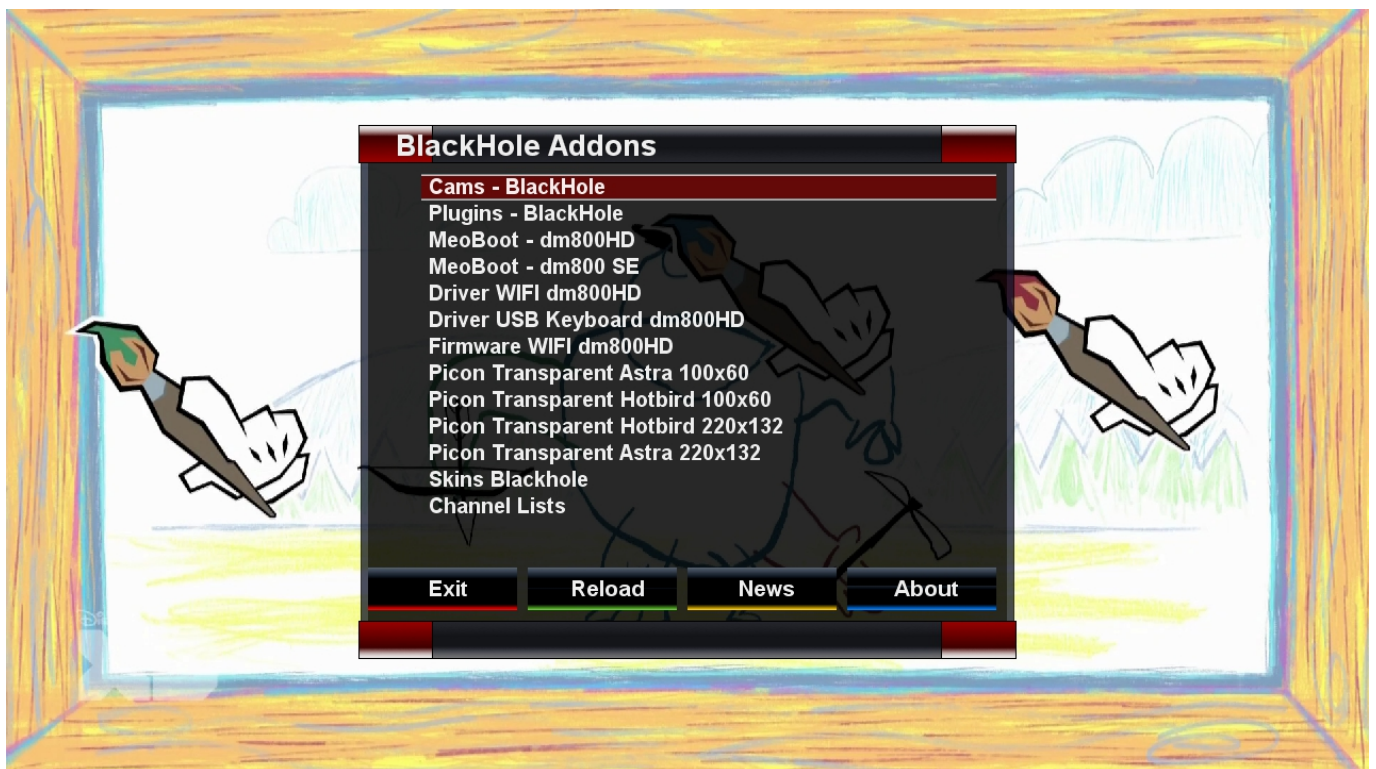 BlackHole Addons
Cams - BlackHole
Plugins - BlackHole
MeoBoot - dm800HD
MeoBoot - dm800 SE
Driver WIFI dm800HD
Driver USB Keyboard dm800HD
Firmware WIFI dm800HD
Picon Transparent Astra 100x60
Picon Transparent Hotbird 100x60
Picon Transparent Hotbird 220x132
Picon Transparent Astra 220x132
Skins Blackhole
Channel Lists
Exit Reload News About